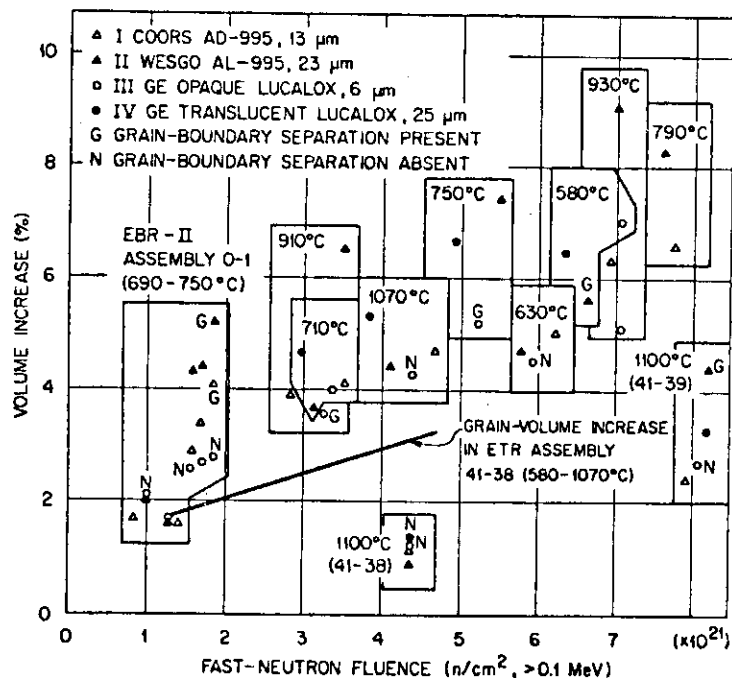 10
8
6
4
2
0
VOLUME INCREASE (%)
△ I COORS AD-995, 13 μm
▲ II WESGO AL-995, 23 μm
○ III GE OPAQUE LUCALOX, 6 μm
● IV GE TRANSLUCENT LUCALOX, 25 μm
G GRAIN-BOUNDARY SEPARATION PRESENT
N GRAIN-BOUNDARY SEPARATION ABSENT
930°C
790°C
750°C
580°C
EBR-II
ASSEMBLY O-1
(690-750°C)
910°C
G
1070°C
G
G
710°C
630°C
N
N
1100°C
(41-39)
G
G
G
N
N
N
GRAIN-VOLUME INCREASE
IN ETR ASSEMBLY
41-38 (580-1070°C)
N
N
1100°C
(41-38)
N
N
0 1 2 3 4 5 6 7 (×10²¹)
FAST-NEUTRON FLUENCE (n/cm², >0.1 MeV)